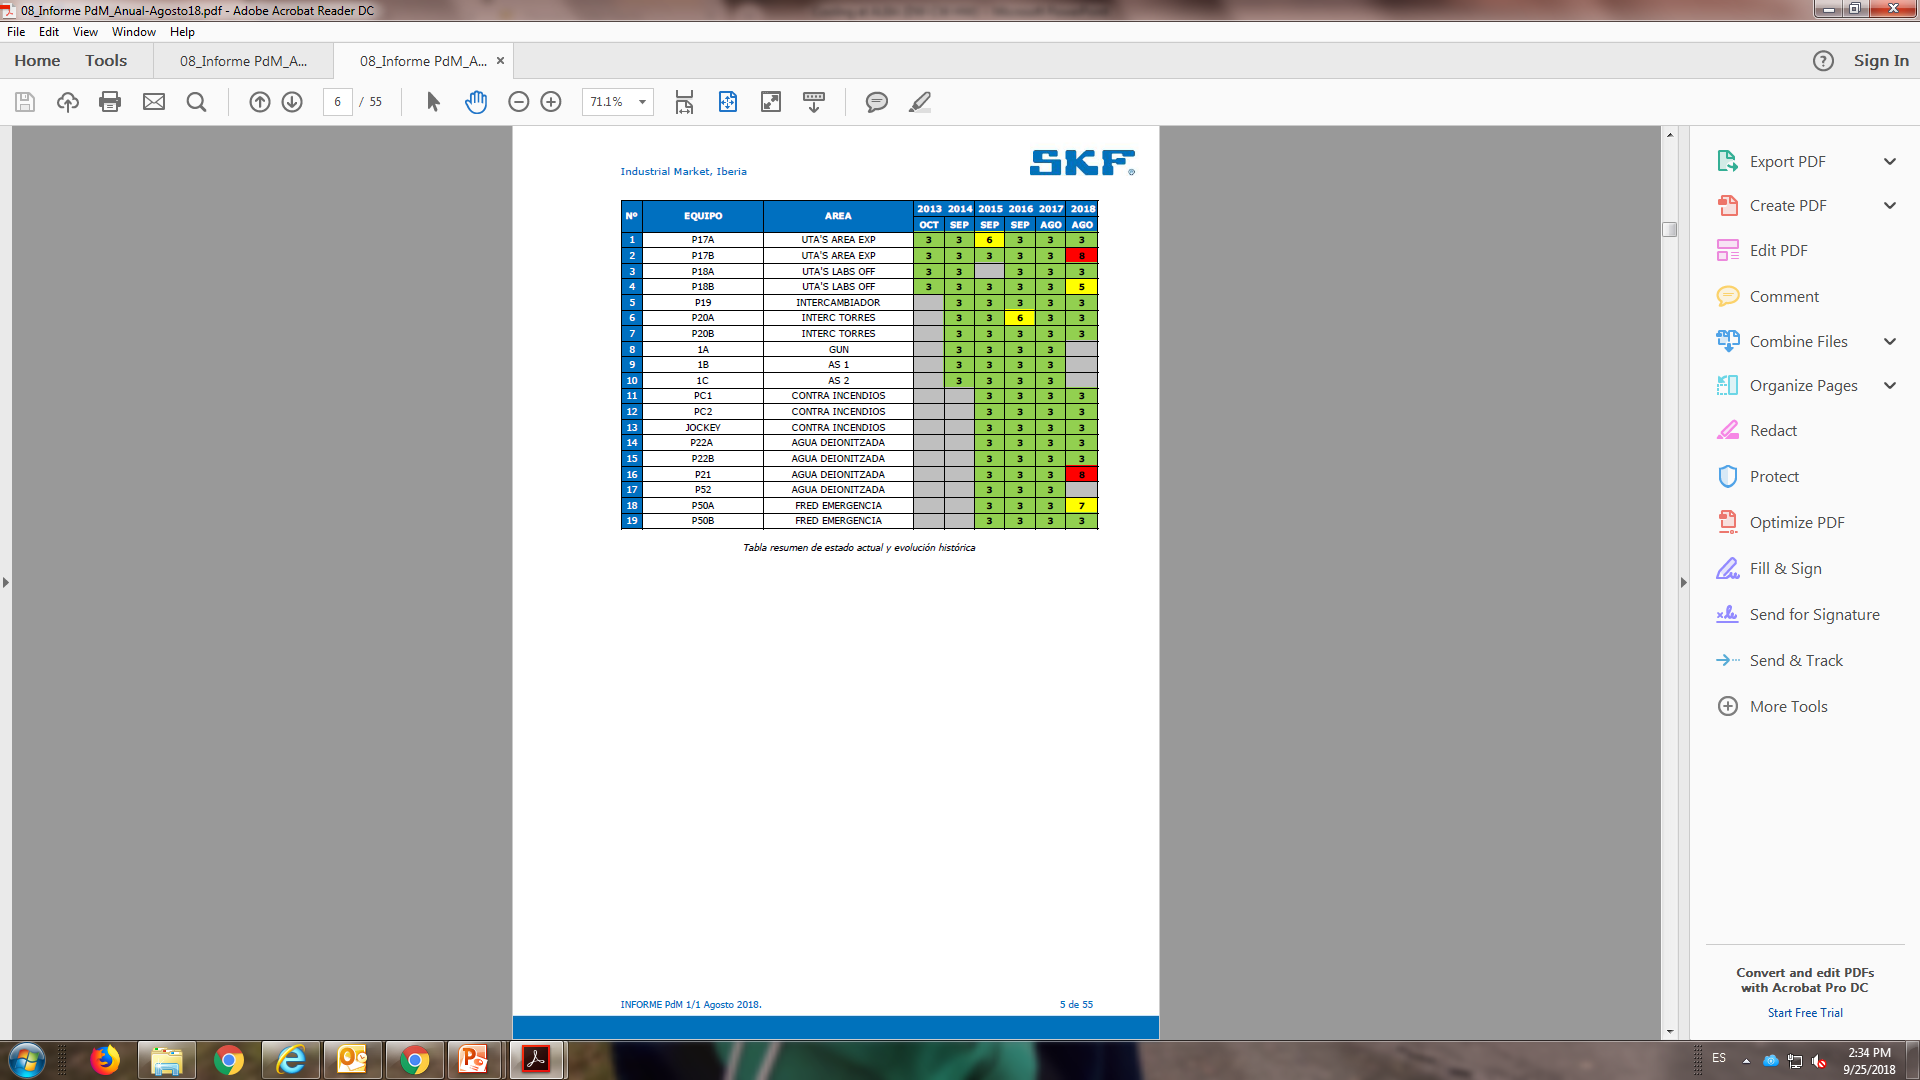 08_Informe PdM_Anual-Agosto18.pdf - Adobe Acrobat Reader DC
File Edit View Window Help
Home Tools 08_Informe PdM_A... 08_Informe PdM_A... × ? Sign In
6 / 55 71.1%
Industrial Market, Iberia
SKF®
Nº EQUIPO AREA 2013 2014 2015 2016 2017 2018
OCT SEP SEP SEP AGO AGO
1 P17A UTA'S AREA EXP 3 3 6 3 3 3
2 P17B UTA'S AREA EXP 3 3 3 3 3 8
3 P18A UTA'S LABS OFF 3 3 3 3 3
4 P18B UTA'S LABS OFF 3 3 3 3 3 5
5 P19 INTERCAMBIADOR 3 3 3 3 3
6 P20A INTERC TORRES 3 3 6 3 3
7 P20B INTERC TORRES 3 3 3 3 3
8 1A GUN 3 3 3 3
9 1B AS 1 3 3 3 3
10 1C AS 2 3 3 3 3
11 PC1 CONTRA INCENDIOS 3 3 3 3
12 PC2 CONTRA INCENDIOS 3 3 3 3
13 JOCKEY CONTRA INCENDIOS 3 3 3 3
14 P22A AGUA DEIONITZADA 3 3 3 3
15 P22B AGUA DEIONITZADA 3 3 3 3
16 P21 AGUA DEIONITZADA 3 3 3 8
17 P52 AGUA DEIONITZADA 3 3 3
18 P50A FRED EMERGENCIA 3 3 3 7
19 P50B FRED EMERGENCIA 3 3 3 3
Tabla resumen de estado actual y evolución histórica
INFORME PdM 1/1 Agosto 2018. 5 de 55
Export PDF
Create PDF
Edit PDF
Comment
Combine Files
Organize Pages
Redact
Protect
Optimize PDF
Fill & Sign
Send for Signature
Send & Track
More Tools
Convert and edit PDFs
with Acrobat Pro DC
Start Free Trial
ES
2:34 PM
9/25/2018